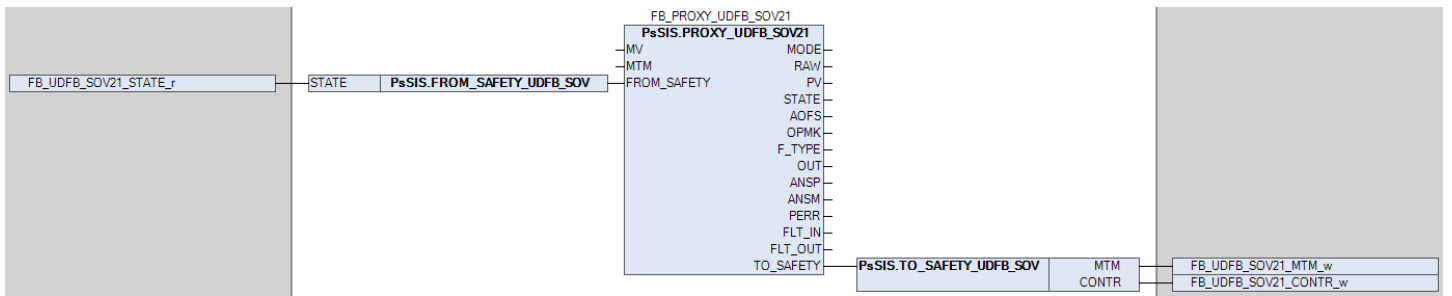 FB_PROXY_UDFB_SOV21
PsSIS.PROXY_UDFB_SOV21
MV MODE
MTM RAW
FB_UDFB_SOV21_STATE_r STATE PsSIS.FROM_SAFETY_UDFB_SOV FROM_SAFETY PV
STATE
AOFS
OPMK
F_TYPE
OUT
ANSP
ANSM
PERR
FLT_IN
FLT_OUT
TO_SAFETY PsSIS.TO_SAFETY_UDFB_SOV MTM FB_UDFB_SOV21_MTM_w
CONTR FB_UDFB_SOV21_CONTR_w